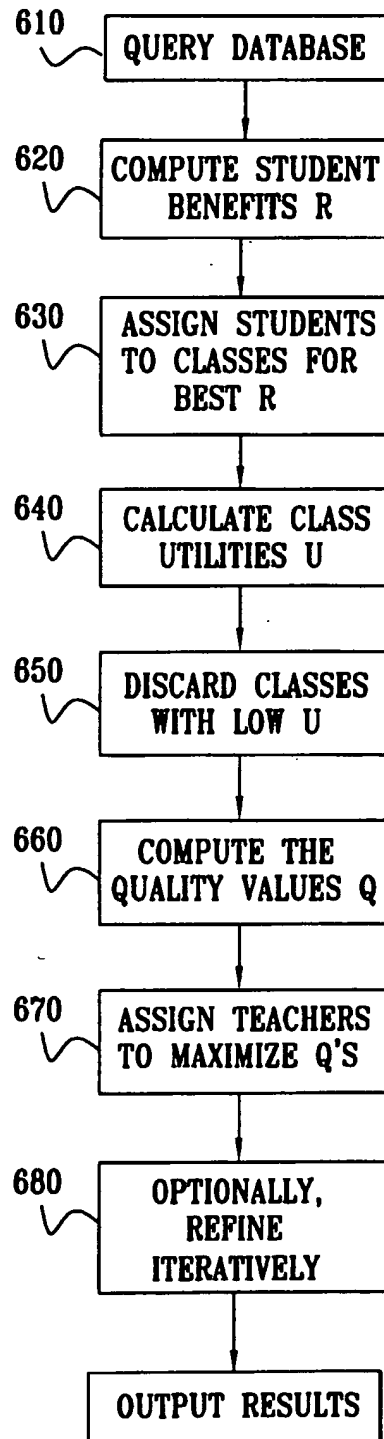 610
QUERY DATABASE
620
COMPUTE STUDENT
BENEFITS R
630
ASSIGN STUDENTS
TO CLASSES FOR
BEST R
640
CALCULATE CLASS
UTILITIES U
650
DISCARD CLASSES
WITH LOW U
660
COMPUTE THE
QUALITY VALUES Q
670
ASSIGN TEACHERS
TO MAXIMIZE Q'S
680
OPTIONALLY,
REFINE
ITERATIVELY
OUTPUT RESULTS